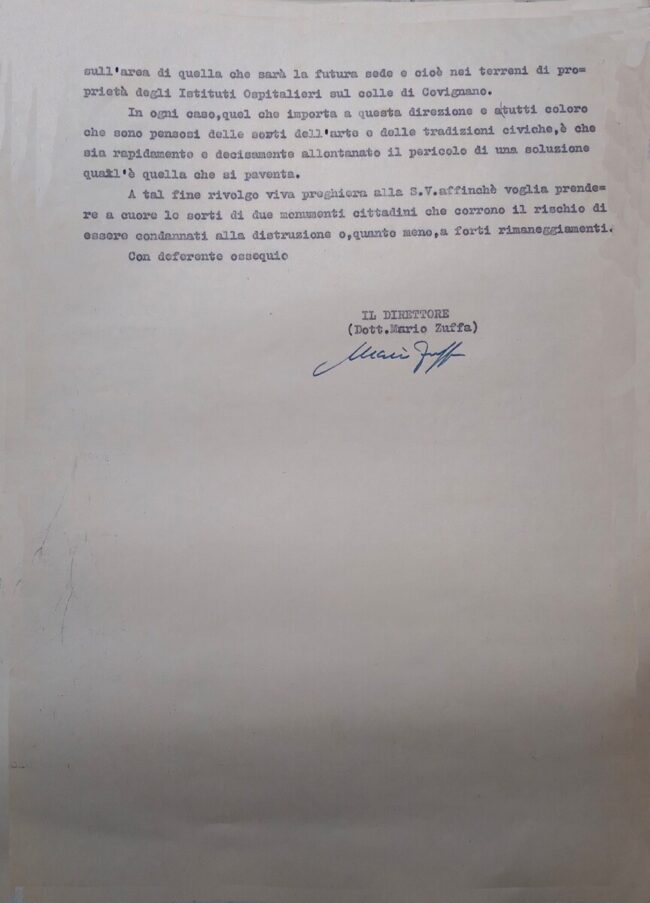 sull'area di quella che sarà la futura sede e cioè nei terreni di pro=
prietà degli Istituti Ospitalieri sul colle di Covignano.
In ogni caso,quel che importa a questa direzione e a tutti coloro
che sono pensosi delle sorti dell'arte e delle tradizioni civiche,è che
sia rapidamente e decisamente allontanato il pericolo di una soluzione
qual'è quella che si paventa.
A tal fine rivolgo viva preghiera alla S.V.affinchè voglia prende=
re a cuore le sorti di due monumenti cittadini che corrono il rischio di
essere condannati alla distruzione o,quanto meno,a forti rimaneggiamenti.
Con deferente ossequio
IL DIRETTORE
(Dott.Mario Zuffa)
Mario Zuffa